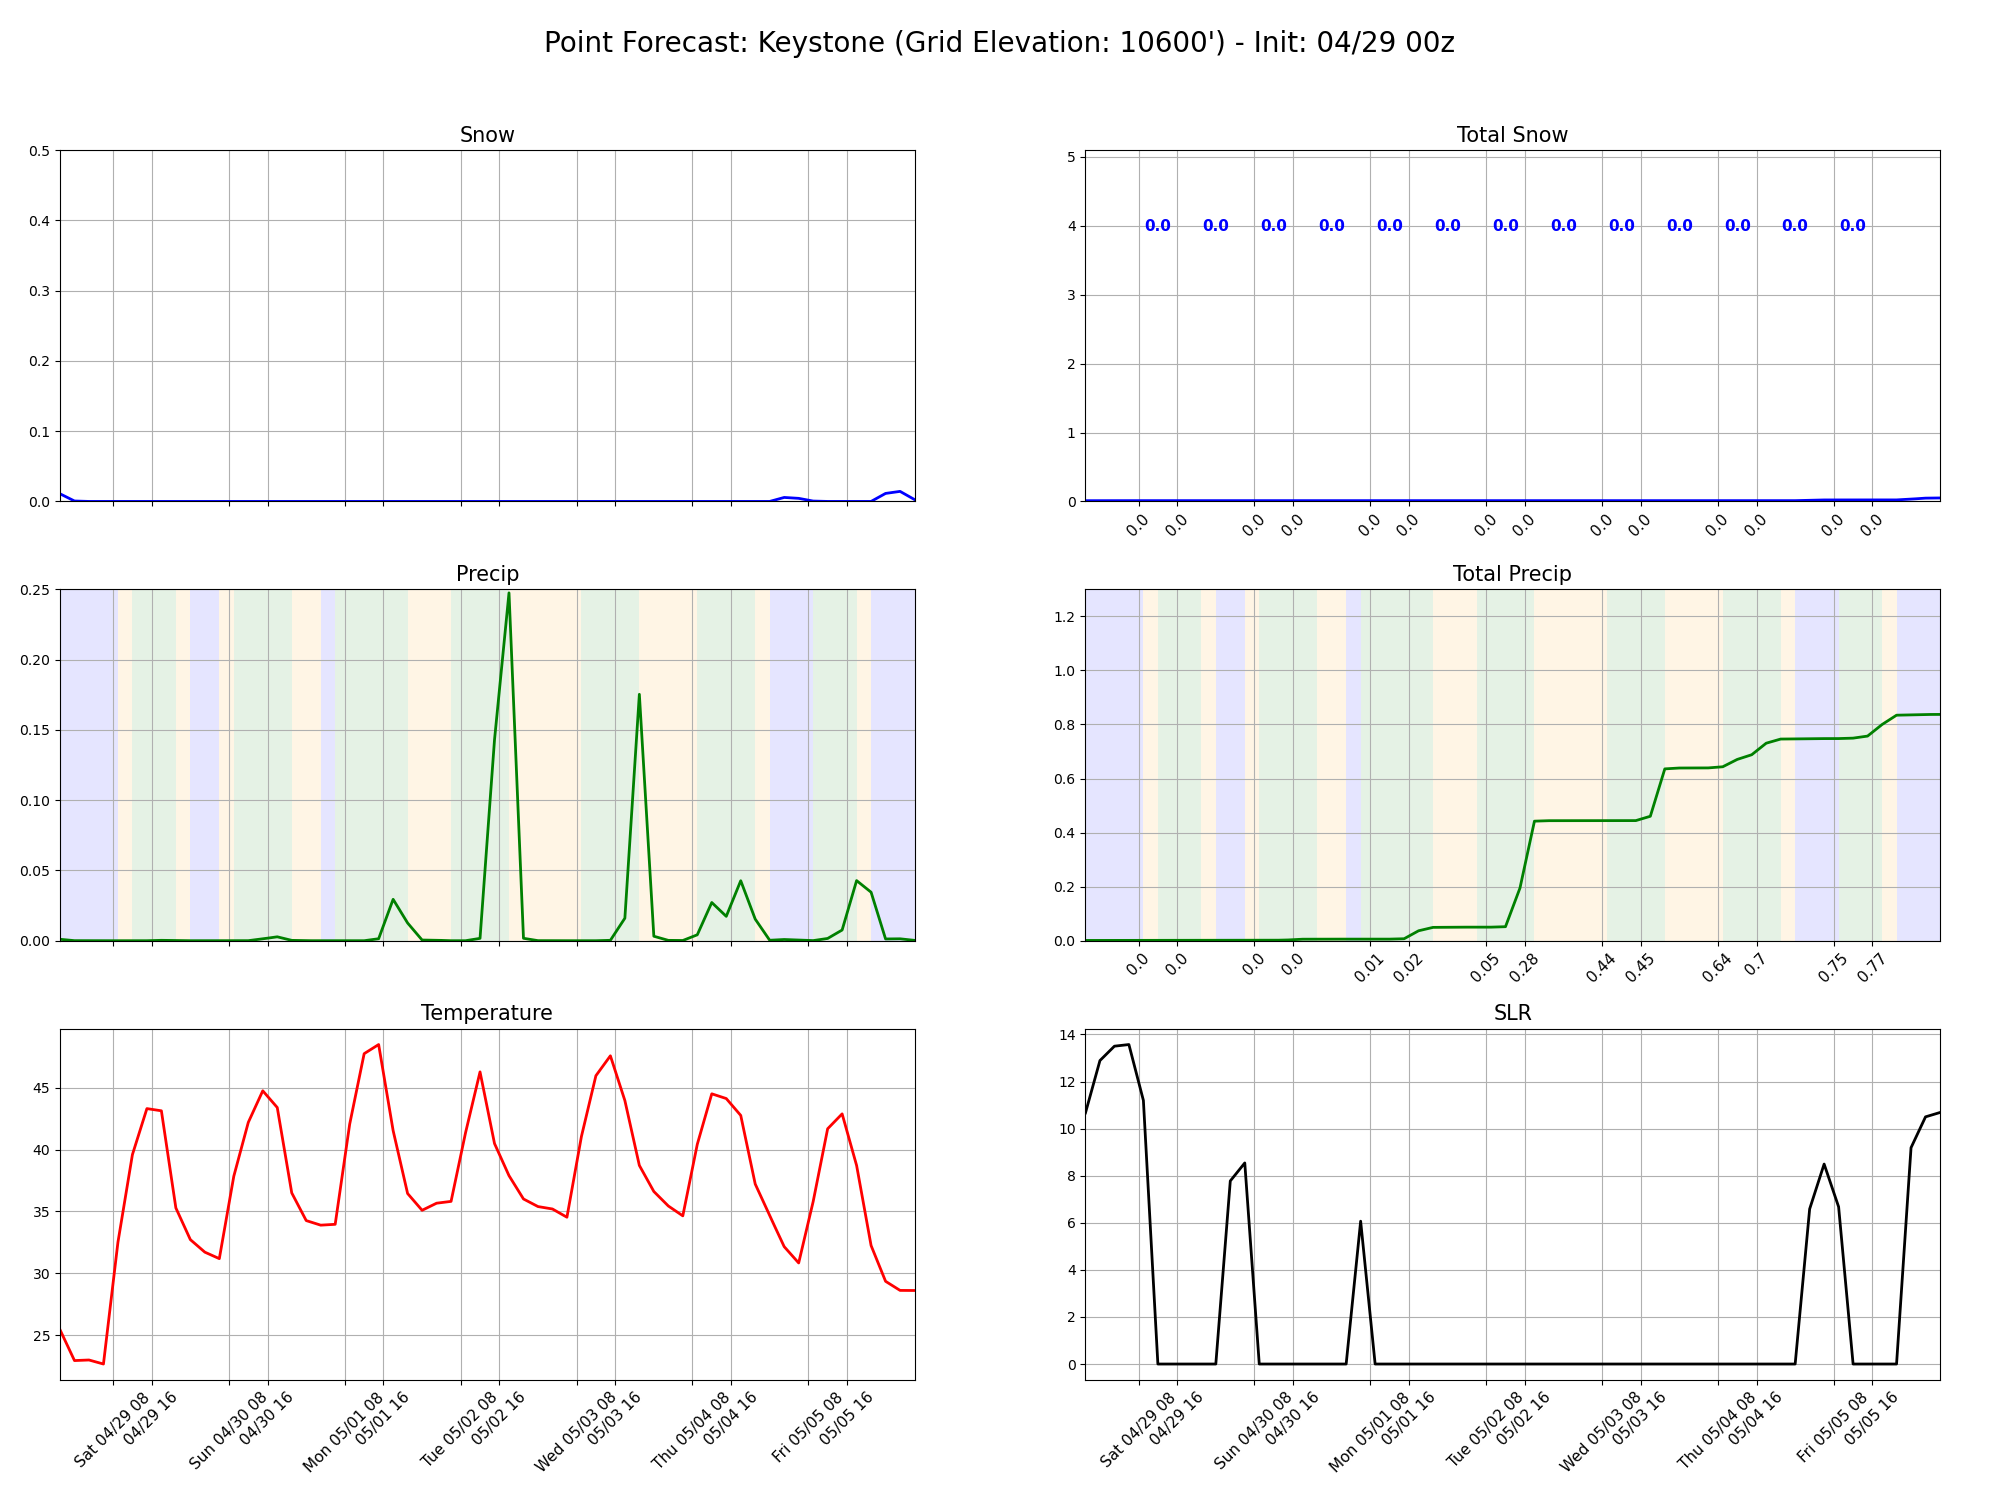 Point Forecast: Keystone (Grid Elevation: 10600') - Init: 04/29 00z
Snow
0.5
0.4
0.3
0.2
0.1
0.0
Total Snow
5
4
3
2
1
0
0.0 0.0 0.0 0.0 0.0 0.0 0.0 0.0 0.0 0.0 0.0 0.0 0.0
0.0 0.0 0.0 0.0 0.0 0.0 0.0 0.0 0.0 0.0 0.0 0.0 0.0 0.0
Precip
0.25
0.20
0.15
0.10
0.05
0.00
Total Precip
1.2
1.0
0.8
0.6
0.4
0.2
0.0
0.0 0.0 0.0 0.0 0.01 0.02 0.05 0.28 0.44 0.45 0.64 0.7 0.75 0.77
Temperature
45
40
35
30
25
Sat 04/29 08
04/29 16
Sun 04/30 08
04/30 16
Mon 05/01 08
05/01 16
Tue 05/02 08
05/02 16
Wed 05/03 08
05/03 16
Thu 05/04 08
05/04 16
Fri 05/05 08
05/05 16
SLR
14
12
10
8
6
4
2
0
Sat 04/29 08
04/29 16
Sun 04/30 08
04/30 16
Mon 05/01 08
05/01 16
Tue 05/02 08
05/02 16
Wed 05/03 08
05/03 16
Thu 05/04 08
05/04 16
Fri 05/05 08
05/05 16